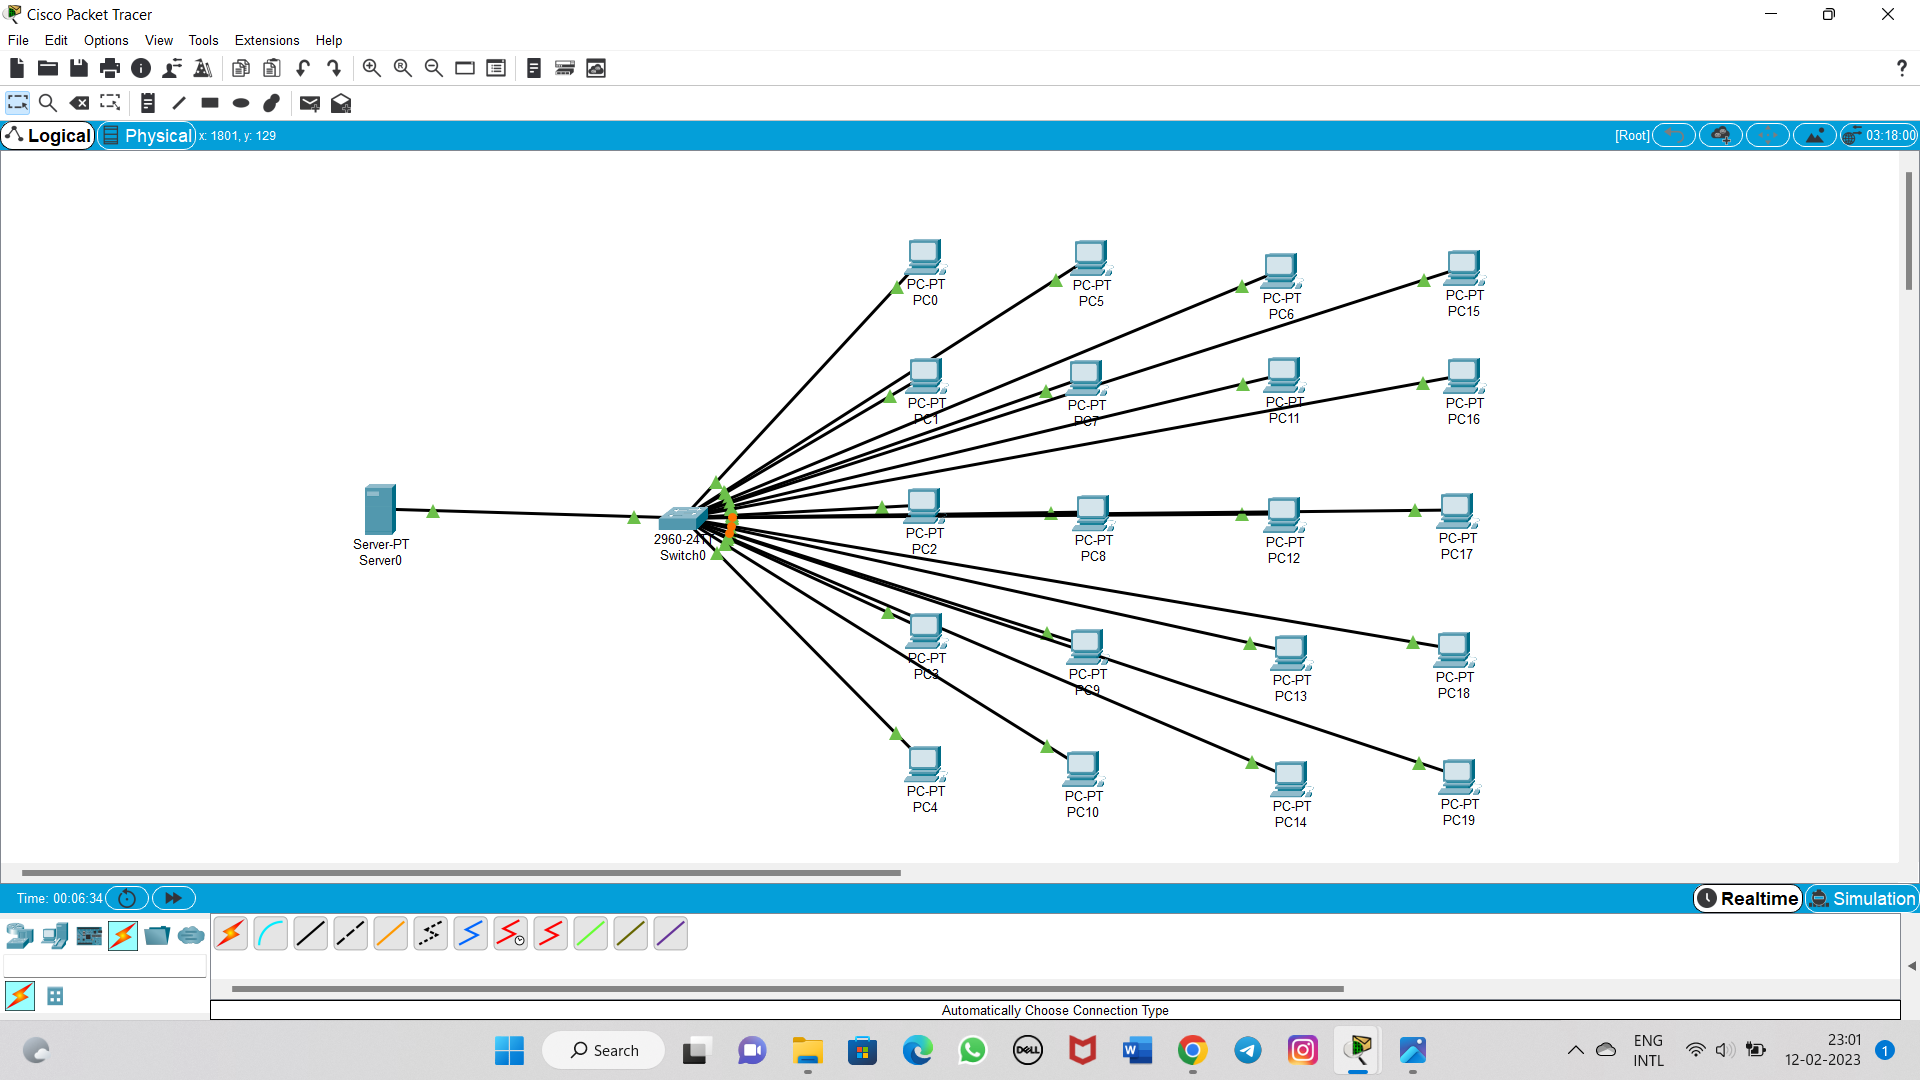 Cisco Packet Tracer
File Edit Options View Tools Extensions Help
?
Logical Physical x: 1801, y: 129 [Root] 03:18:00
PC-PT
PC0
PC-PT
PC5
PC-PT
PC6
PC-PT
PC15
PC-PT
PC1
PC-PT
PC7
PC-PT
PC11
PC-PT
PC16
Server-PT
Server0
2960-24TT
Switch0
PC-PT
PC2
PC-PT
PC8
PC-PT
PC12
PC-PT
PC17
PC-PT
PC3
PC-PT
PC9
PC-PT
PC13
PC-PT
PC18
PC-PT
PC4
PC-PT
PC10
PC-PT
PC14
PC-PT
PC19
Time: 00:06:34 Realtime Simulation
Automatically Choose Connection Type
Search
DELL
W
ENG
INTL
23:01
12-02-2023
1